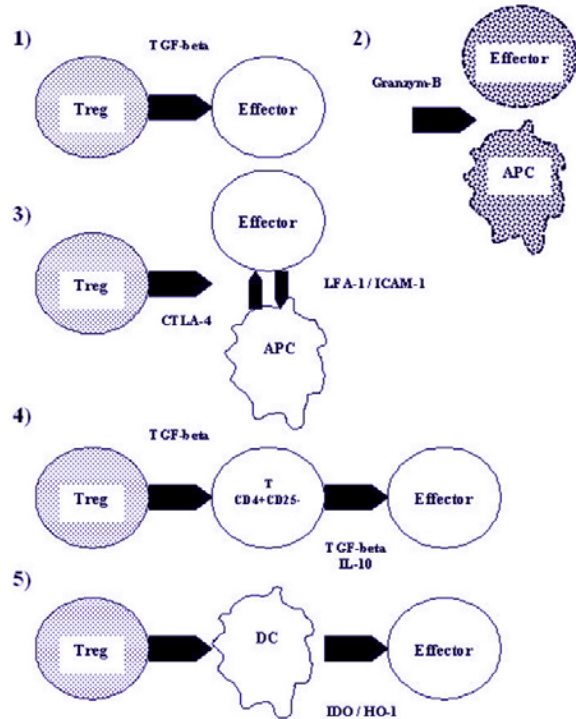 1)
TGF-beta
Treg
Effector
2)
Granzym-B
Effector
APC
3)
Treg
CTLA-4
Effector
LFA-1 / ICAM-1
APC
4)
TGF-beta
Treg
T
CD4+CD25-
TGF-beta
IL-10
Effector
5)
Treg
DC
IDO / HO-1
Effector